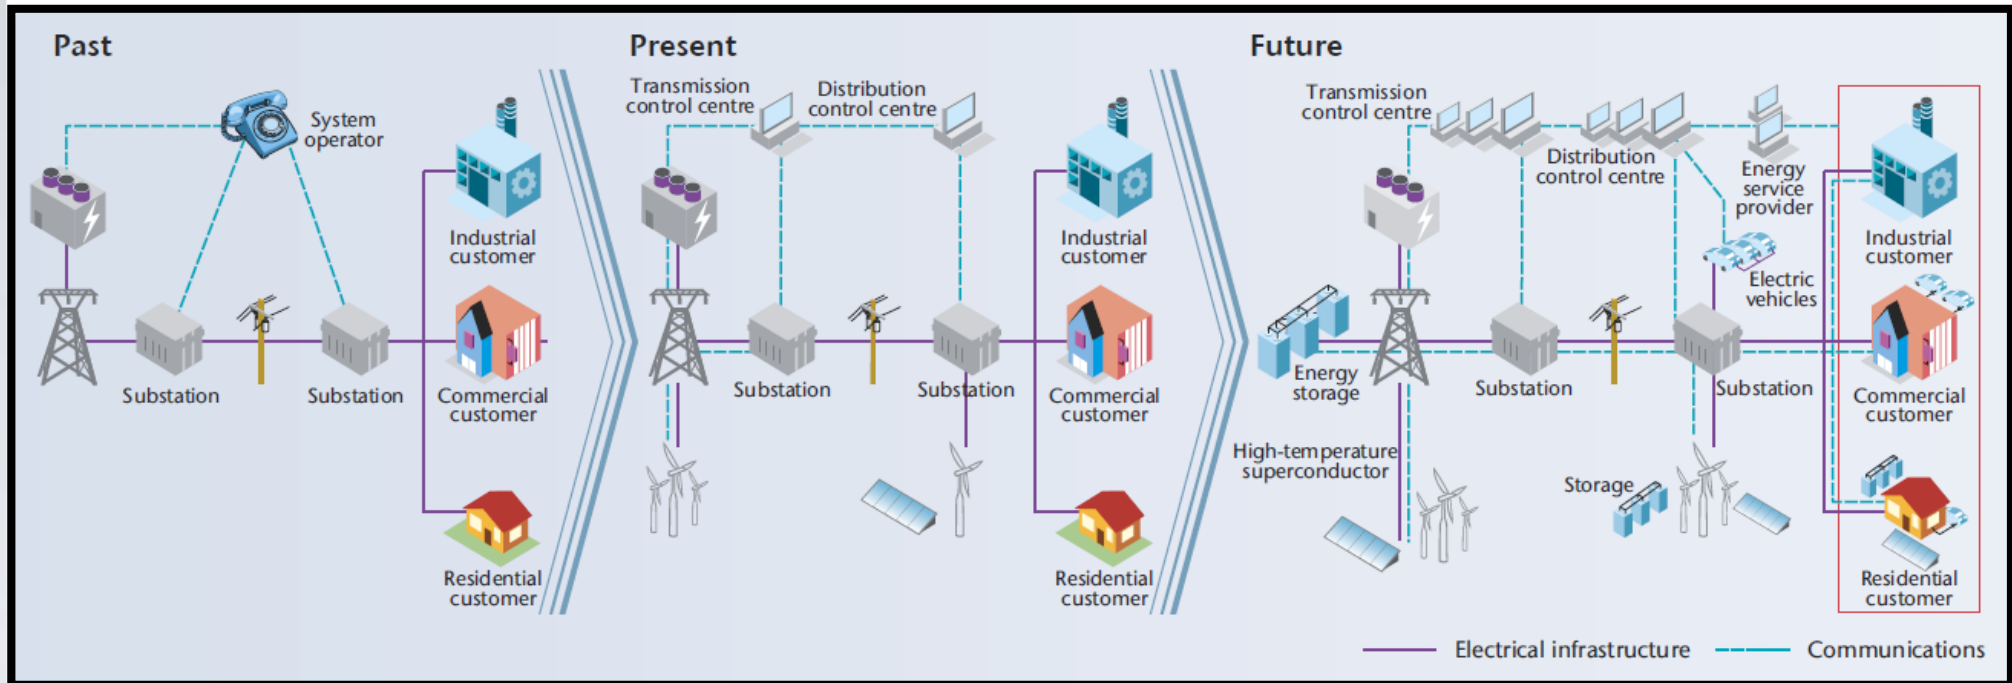 Past
System
operator
Industrial
customer
Substation
Substation
Commercial
customer
Residential
customer
Present
Transmission
control centre
Distribution
control centre
Industrial
customer
Substation
Substation
Commercial
customer
Residential
customer
Future
Transmission
control centre
Distribution
control centre
Energy
service
provider
Industrial
customer
Electric
vehicles
Energy
storage
Substation
Substation
Commercial
customer
High-temperature
superconductor
Storage
Residential
customer
Electrical infrastructure
Communications